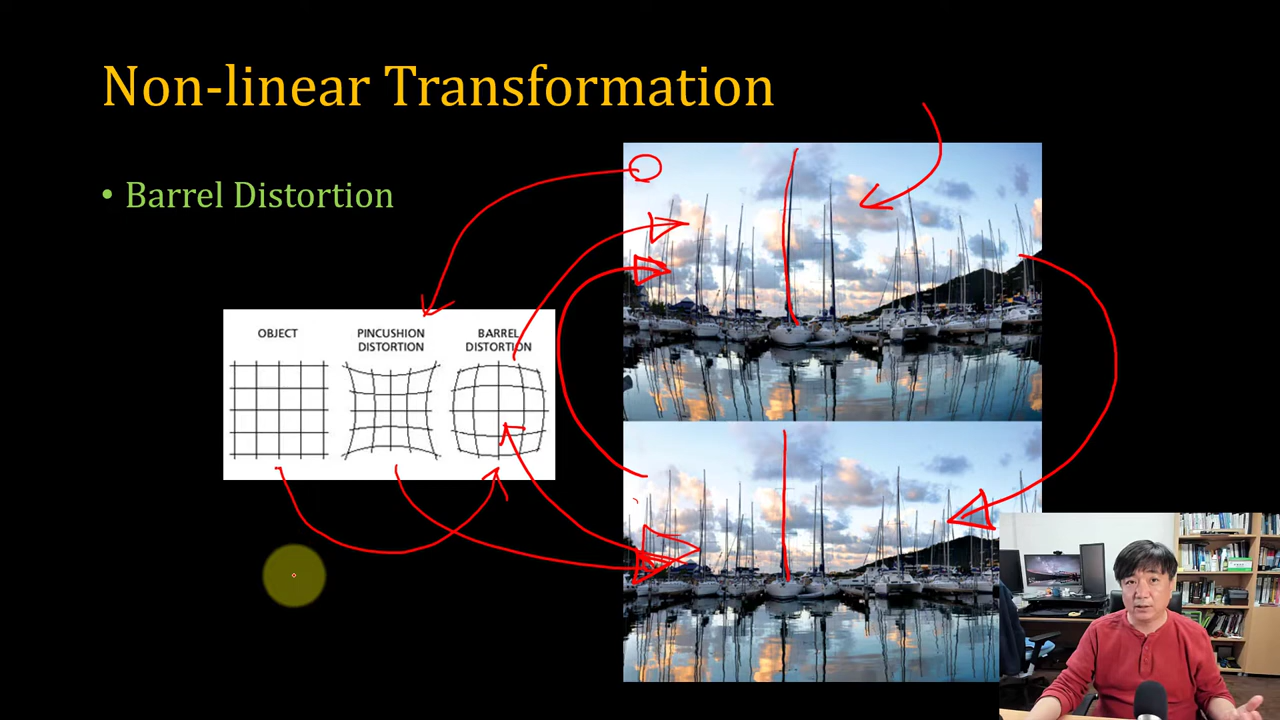 Non-linear Transformation
• Barrel Distortion
OBJECT
PINCUSHION
DISTORTION
BARREL
DISTORTION